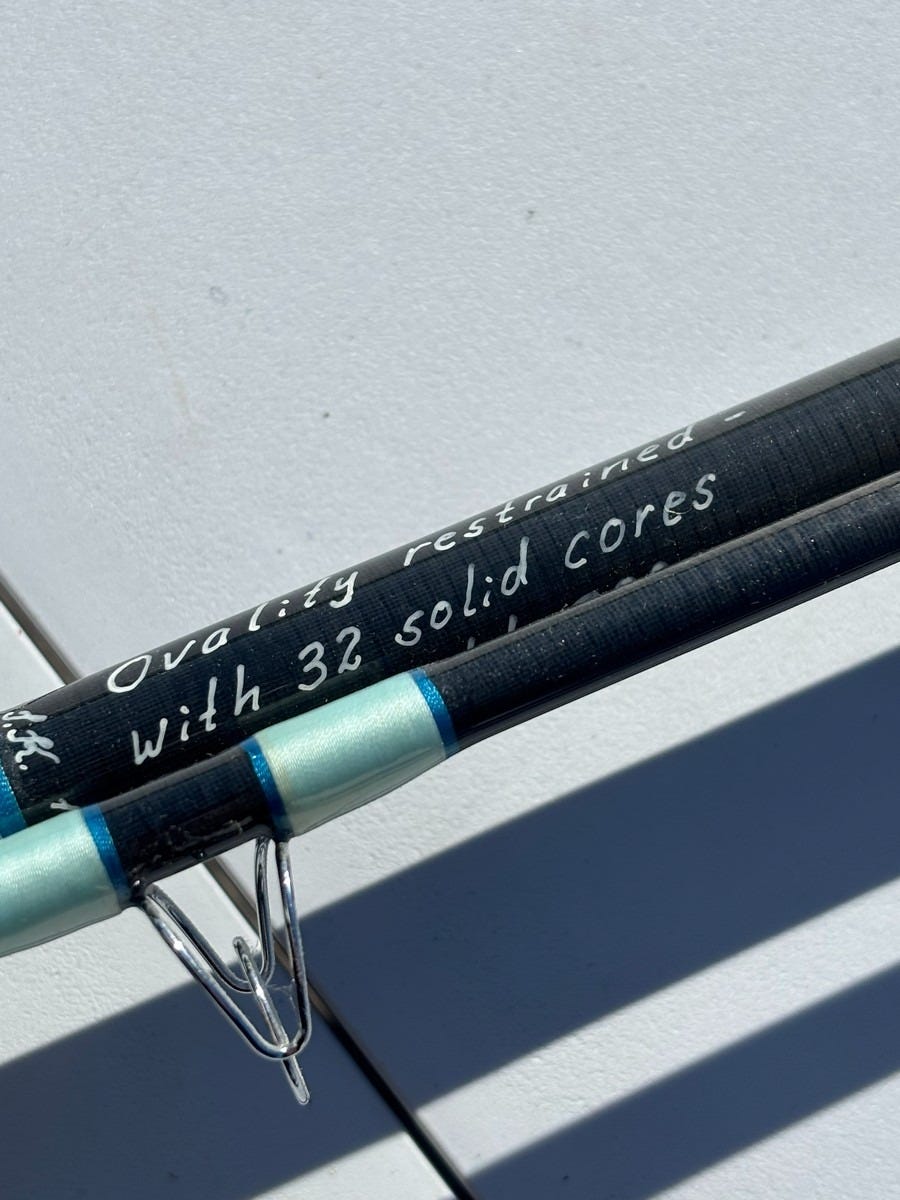 Ovality restrained -
with 32 solid cores